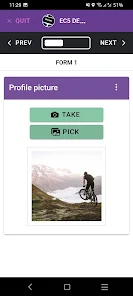 11:28
QUIT
ECS DE...
PREV
NEXT
FORM 1
Profile picture
TAKE
PICK